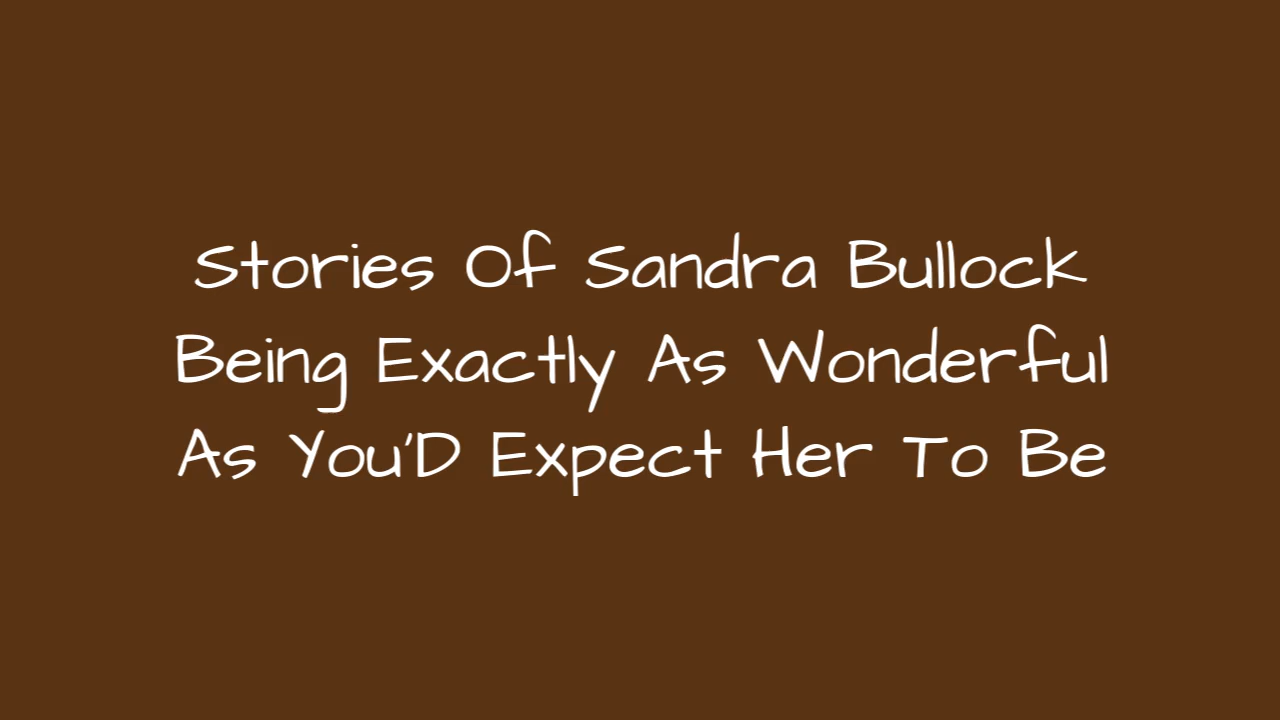 Stories Of Sandra Bullock
Being Exactly As Wonderful
As You'D Expect Her To Be